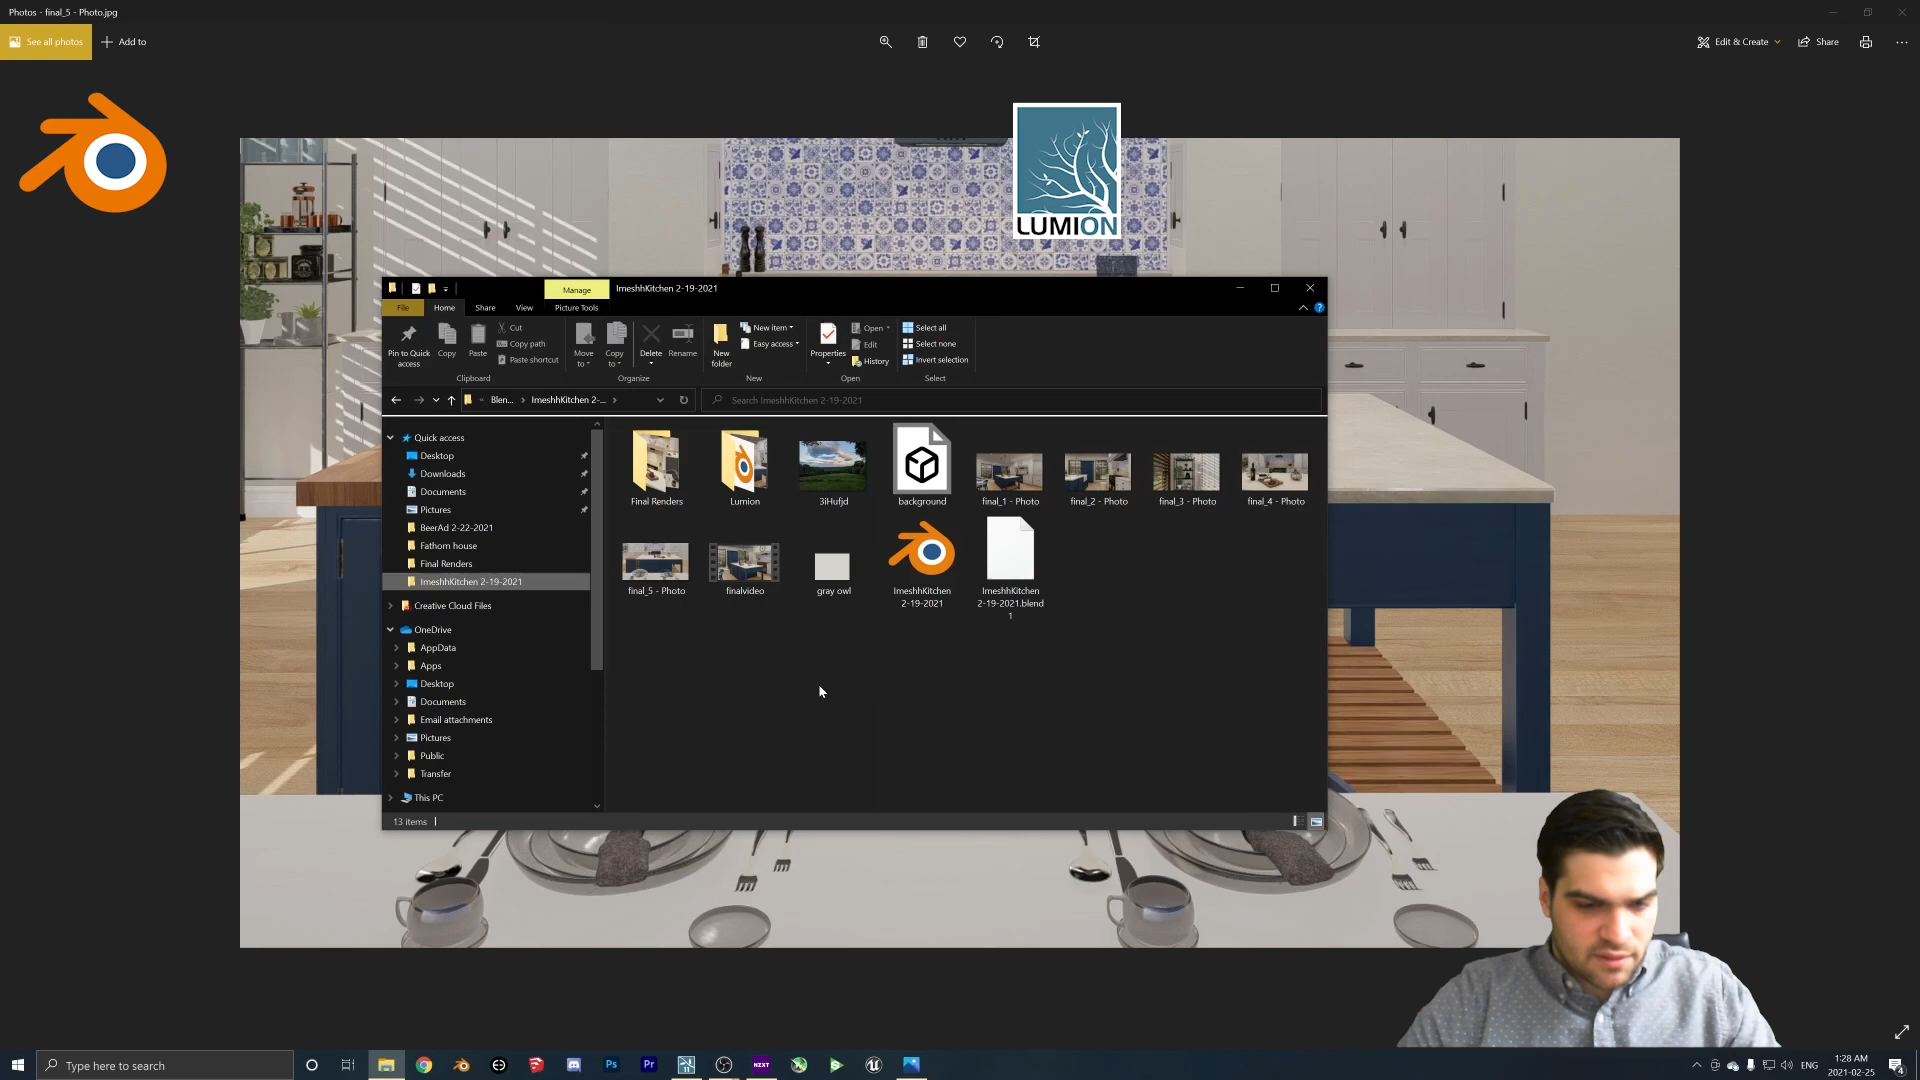 Photos - final_5 - Photo.jpg
See all photos
Add to
Edit & Create
Share
LUMION
Manage
ImeshhKitchen 2-19-2021
File
Home
Share
View
Picture Tools
Pin to Quick access
Copy
Paste
Cut
Copy path
Paste shortcut
Move to
Copy to
Delete
Rename
New folder
New item
Easy access
Properties
Open
Edit
History
Select all
Select none
Invert selection
Clipboard
Organize
New
Open
Select
« Blen... > ImeshhKitchen 2-... >
Search ImeshhKitchen 2-19-2021
Quick access
Desktop
Downloads
Documents
Pictures
BeerAd 2-22-2021
Fathom house
Final Renders
ImeshhKitchen 2-19-2021
Creative Cloud Files
OneDrive
AppData
Apps
Desktop
Documents
Email attachments
Pictures
Public
Transfer
This PC
Final Renders
Lumion
3iHufjd
background
final_1 - Photo
final_2 - Photo
final_3 - Photo
final_4 - Photo
final_5 - Photo
finalvideo
gray owl
ImeshhKitchen
2-19-2021
ImeshhKitchen
2-19-2021.blend
1
13 items
Type here to search
Ps
Pr
11
NZXT
ENG
1:28 AM
2021-02-25
4